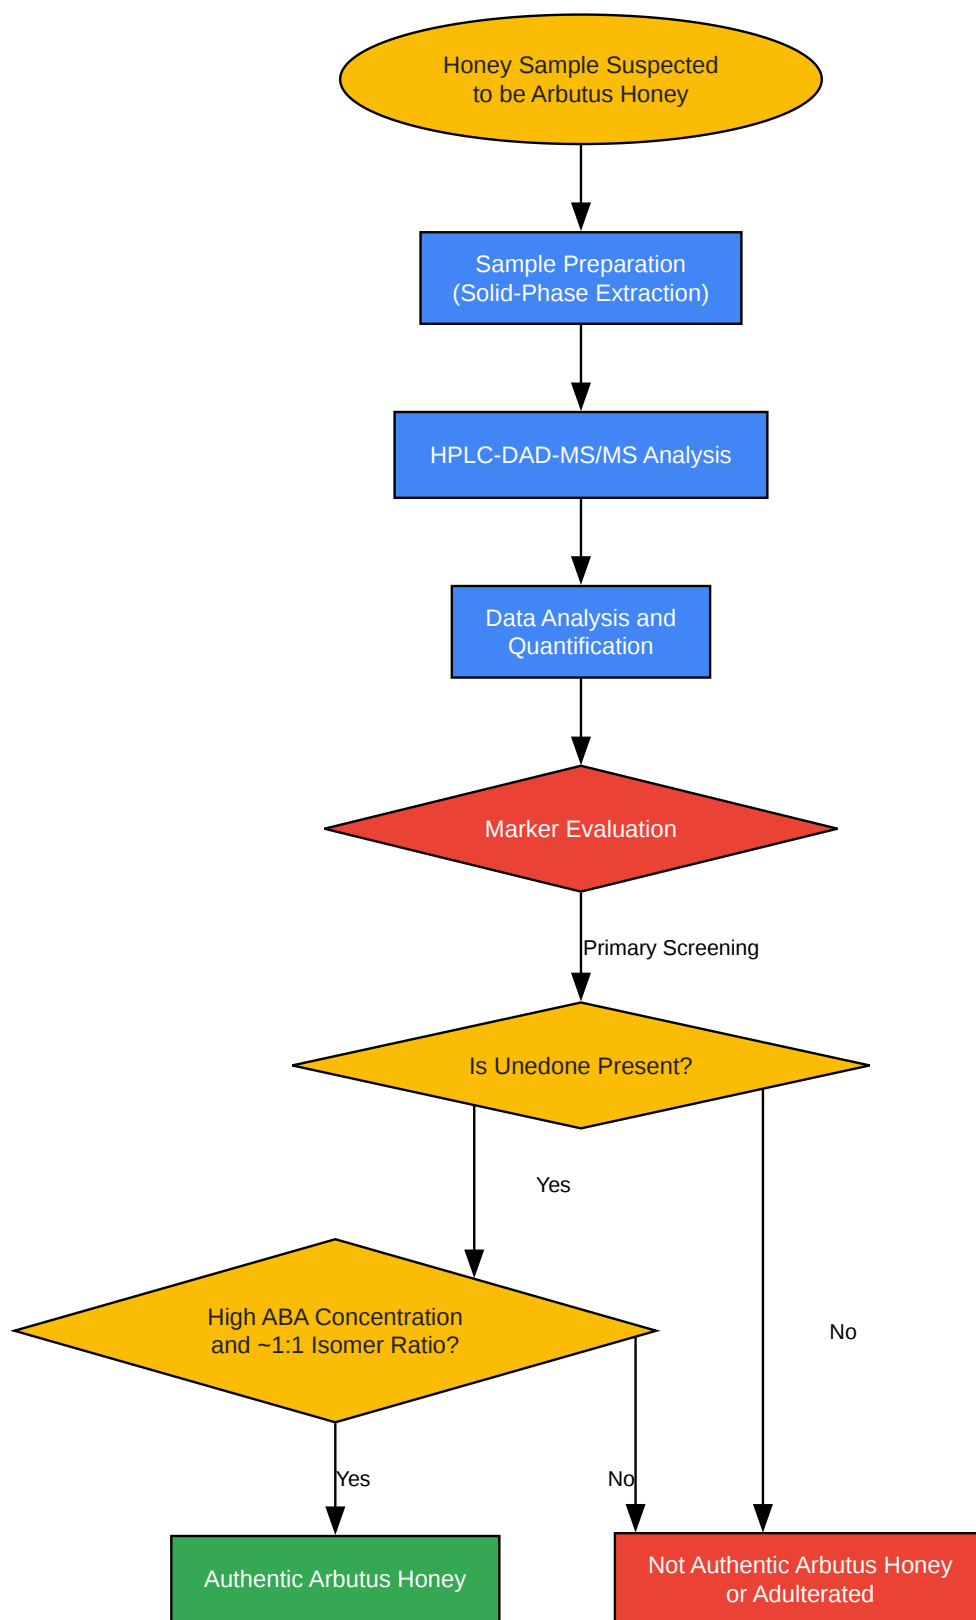 Honey Sample Suspected
to be Arbutus Honey
Sample Preparation
(Solid-Phase Extraction)
HPLC-DAD-MS/MS Analysis
Data Analysis and
Quantification
Marker Evaluation
Primary Screening
Is Unedone Present?
Yes
No
High ABA Concentration
and ~1:1 Isomer Ratio?
Yes
No
Authentic Arbutus Honey
Not Authentic Arbutus Honey
or Adulterated